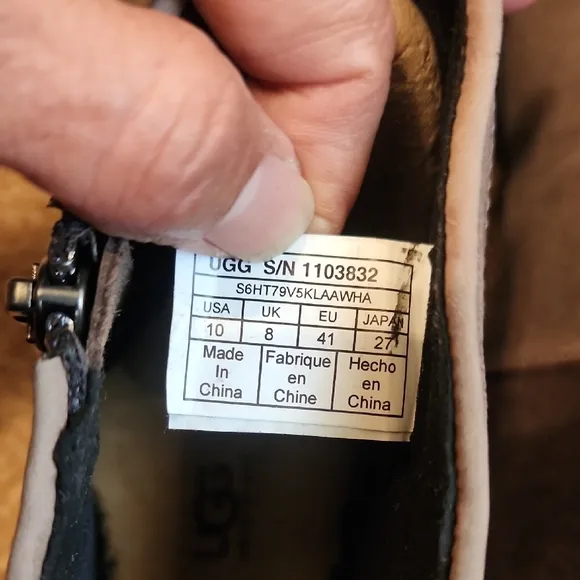 UGG S/N 1103832
S6HT79V5KLAAWHA
USA UK EU JAPAN
10 8 41 27
Made In China
Fabrique en Chine
Hecho en China
UGG